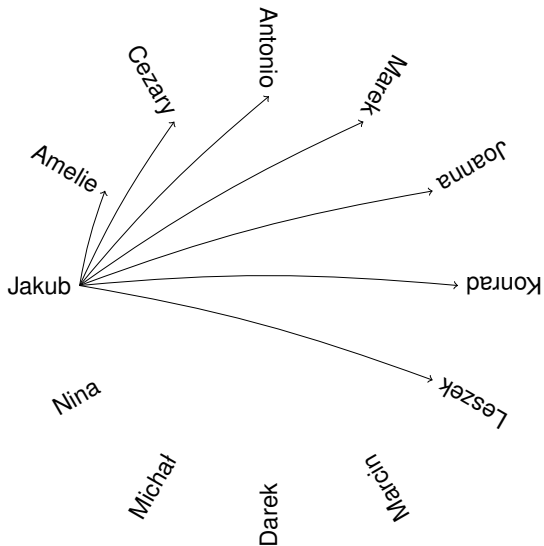 Antonio
Cezary
Marek
Amelie
Joanna
Jakub
Konrad
Nina
Leszek
Michał
Darek
Marcin